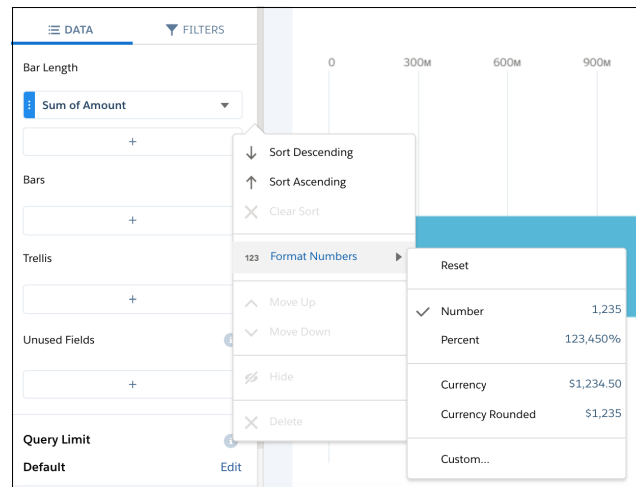 DATA
FILTERS
Bar Length
0 300M 600M 900M
Sum of Amount
+
Sort Descending
Bars
Sort Ascending
Clear Sort
+
Trellis
123 Format Numbers
Reset
+
Move Up
Number 1,235
Unused Fields i
Move Down
Percent 123,450%
+
Hide
Currency $1,234.50
Currency Rounded $1,235
Delete
Query Limit i
Default Edit
Custom...